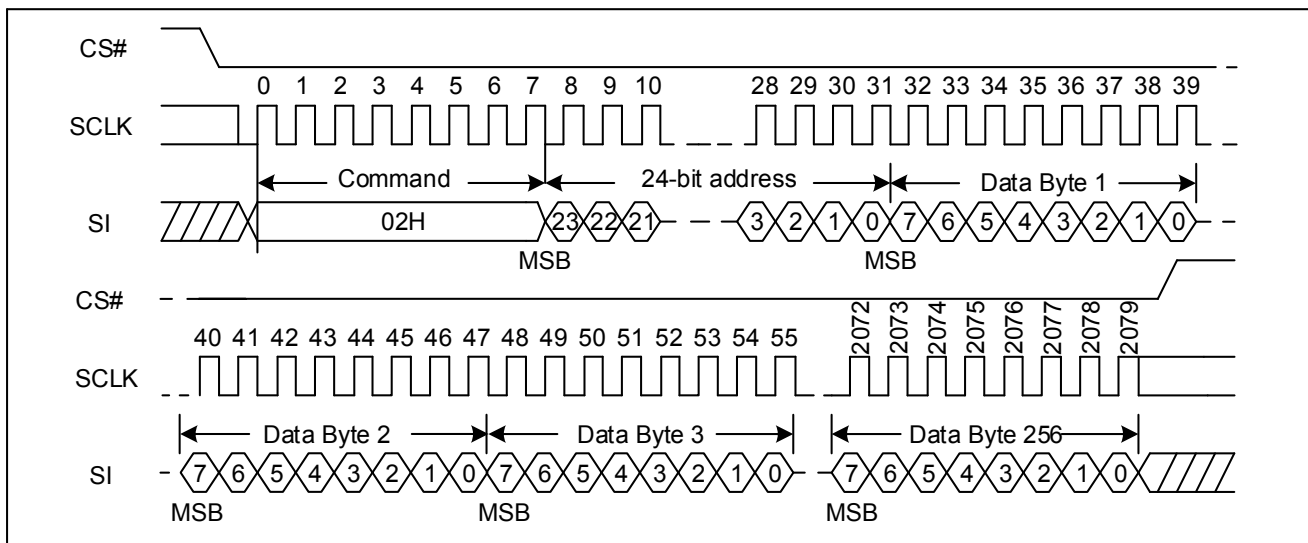 CS#
0 1 2 3 4 5 6 7 8 9 10 28 29 30 31 32 33 34 35 36 37 38 39
SCLK
Command 24-bit address Data Byte 1
SI 02H 23 22 21 3 2 1 0 7 6 5 4 3 2 1 0
MSB MSB
CS#
2072 2073 2074 2075 2076 2077 2078 2079
40 41 42 43 44 45 46 47 48 49 50 51 52 53 54 55
SCLK
Data Byte 2 Data Byte 3 Data Byte 256
SI 7 6 5 4 3 2 1 0 7 6 5 4 3 2 1 0 7 6 5 4 3 2 1 0
MSB MSB MSB